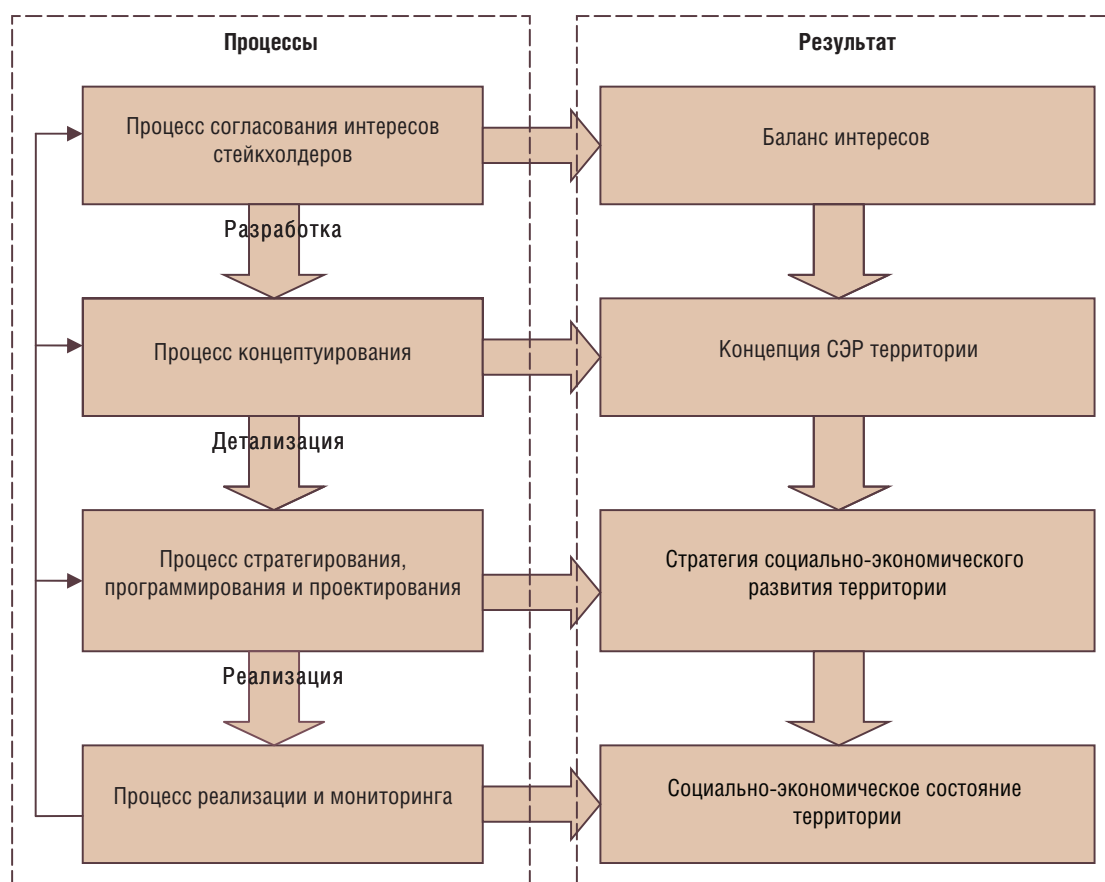 Процессы
Процесс согласования интересов
стейкхолдеров
Разработка
Процесс концептуирования
Детализация
Процесс стратегирования,
программирования и проектирования
Реализация
Процесс реализации и мониторинга
Результат
Баланс интересов
Концепция СЭР территории
Стратегия социально-экономического
развития территории
Социально-экономическое состояние
территории